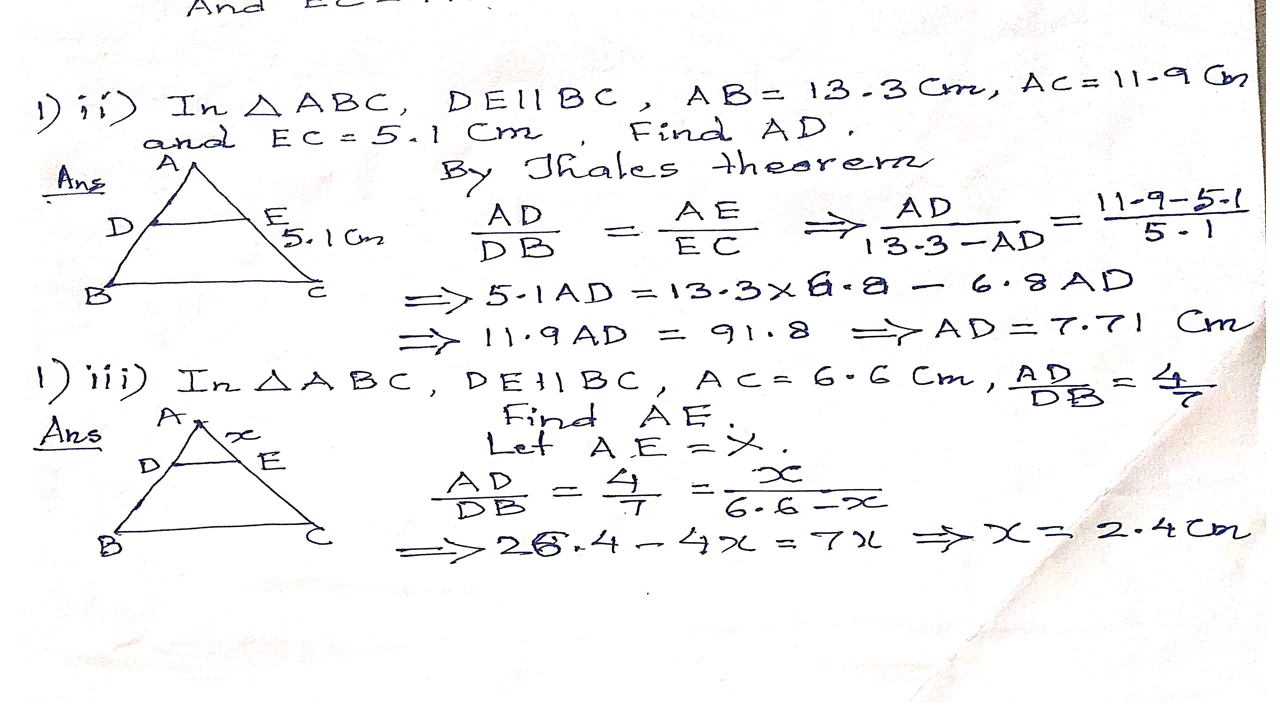 And EC =
1) ii) In △ ABC, DE || BC, AB = 13.3 Cm, AC = 11.9 Cm
and EC = 5.1 Cm, Find AD.
Ans
A
D
E
5.1 Cm
B
C
By Thales theorem
AD/DB = AE/EC ⇒ AD/(13.3 - AD) = (11.9 - 5.1)/5.1
⇒ 5.1 AD = 13.3 × 6.8 - 6.8 AD
⇒ 11.9 AD = 91.8 ⇒ AD = 7.71 Cm
1) iii) In △ ABC, DE || BC, AC = 6.6 Cm, AD/DB = 4/7
Find AE.
Ans
A
x
D
E
B
C
Let AE = X.
AD/DB = 4/7 = x/(6.6 - x)
⇒ 26.4 - 4x = 7x ⇒ x = 2.4 Cm